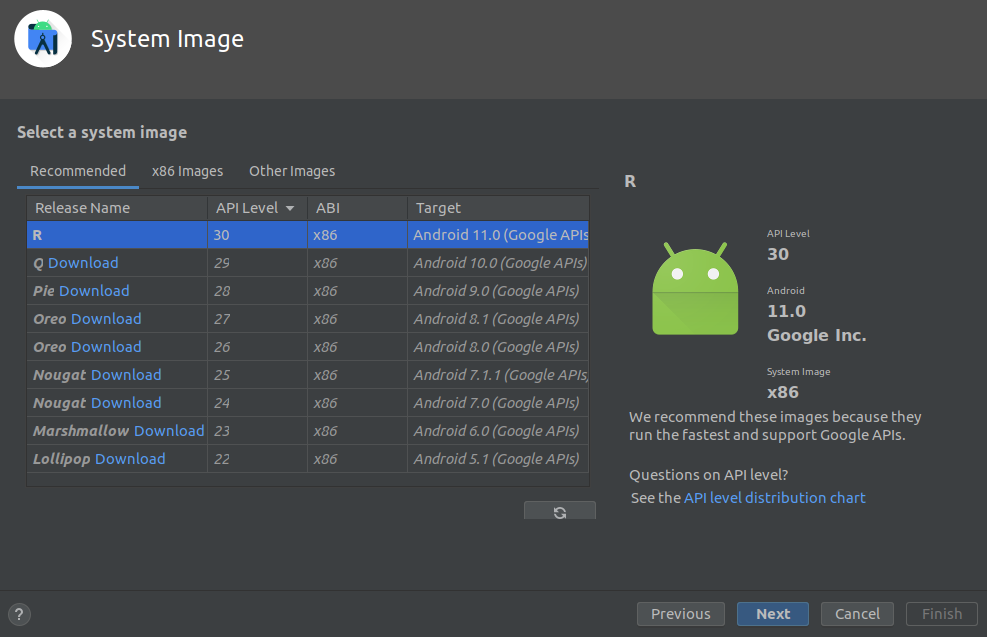 System Image
Select a system image
Recommended x86 Images Other Images
Release Name API Level ABI Target
R 30 x86 Android 11.0 (Google APIs
Q Download 29 x86 Android 10.0 (Google APIs)
Pie Download 28 x86 Android 9.0 (Google APIs)
Oreo Download 27 x86 Android 8.1 (Google APIs)
Oreo Download 26 x86 Android 8.0 (Google APIs)
Nougat Download 25 x86 Android 7.1.1 (Google APIs
Nougat Download 24 x86 Android 7.0 (Google APIs)
Marshmallow Download 23 x86 Android 6.0 (Google APIs)
Lollipop Download 22 x86 Android 5.1 (Google APIs)
R
API Level
30
Android
11.0
Google Inc.
System Image
x86
We recommend these images because they
run the fastest and support Google APIs.
Questions on API level?
See the API level distribution chart
? Previous Next Cancel Finish